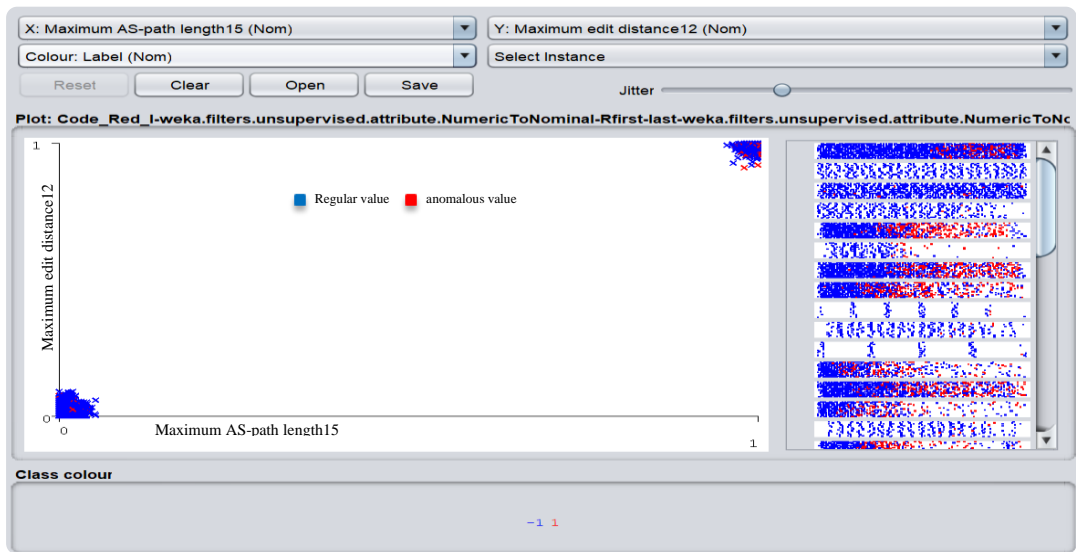 X: Maximum AS-path length15 (Nom)
Y: Maximum edit distance12 (Nom)
Colour: Label (Nom)
Select Instance
Reset
Clear
Open
Save
Jitter
Plot: Code_Red_I-weka.filters.unsupervised.attribute.NumericToNominal-Rfirst-last-weka.filters.unsupervised.attribute.NumericToNo
1
Regular value
anomalous value
Maximum edit distance12
0
0
Maximum AS-path length15
1
Class colour
-1 1